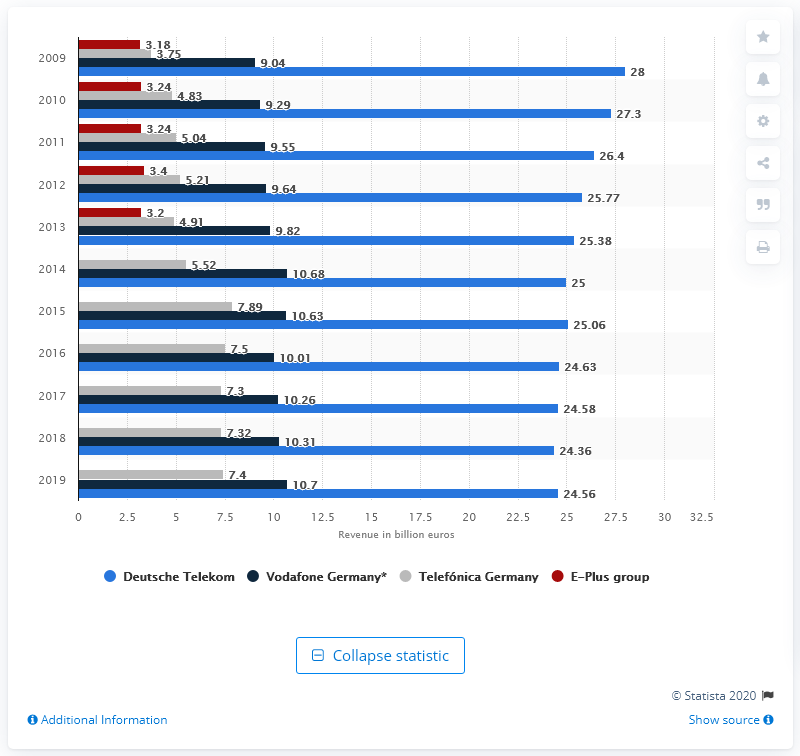 2009 3.18 3.75 9.04 28
2010 3.24 4.83 9.29 27.3
2011 3.24 5.04 9.55 26.4
2012 3.4 5.21 9.64 25.77
2013 3.2 4.91 9.82 25.38
2014 5.52 10.68 25
2015 7.89 10.63 25.06
2016 7.5 10.01 24.63
2017 7.3 10.26 24.58
2018 7.32 10.31 24.36
2019 7.4 10.7 24.56
0 2.5 5 7.5 10 12.5 15 17.5 20 22.5 25 27.5 30 32.5
Revenue in billion euros
Deutsche Telekom Vodafone Germany* Telefónica Germany E-Plus group
Collapse statistic
© Statista 2020
Additional Information Show source